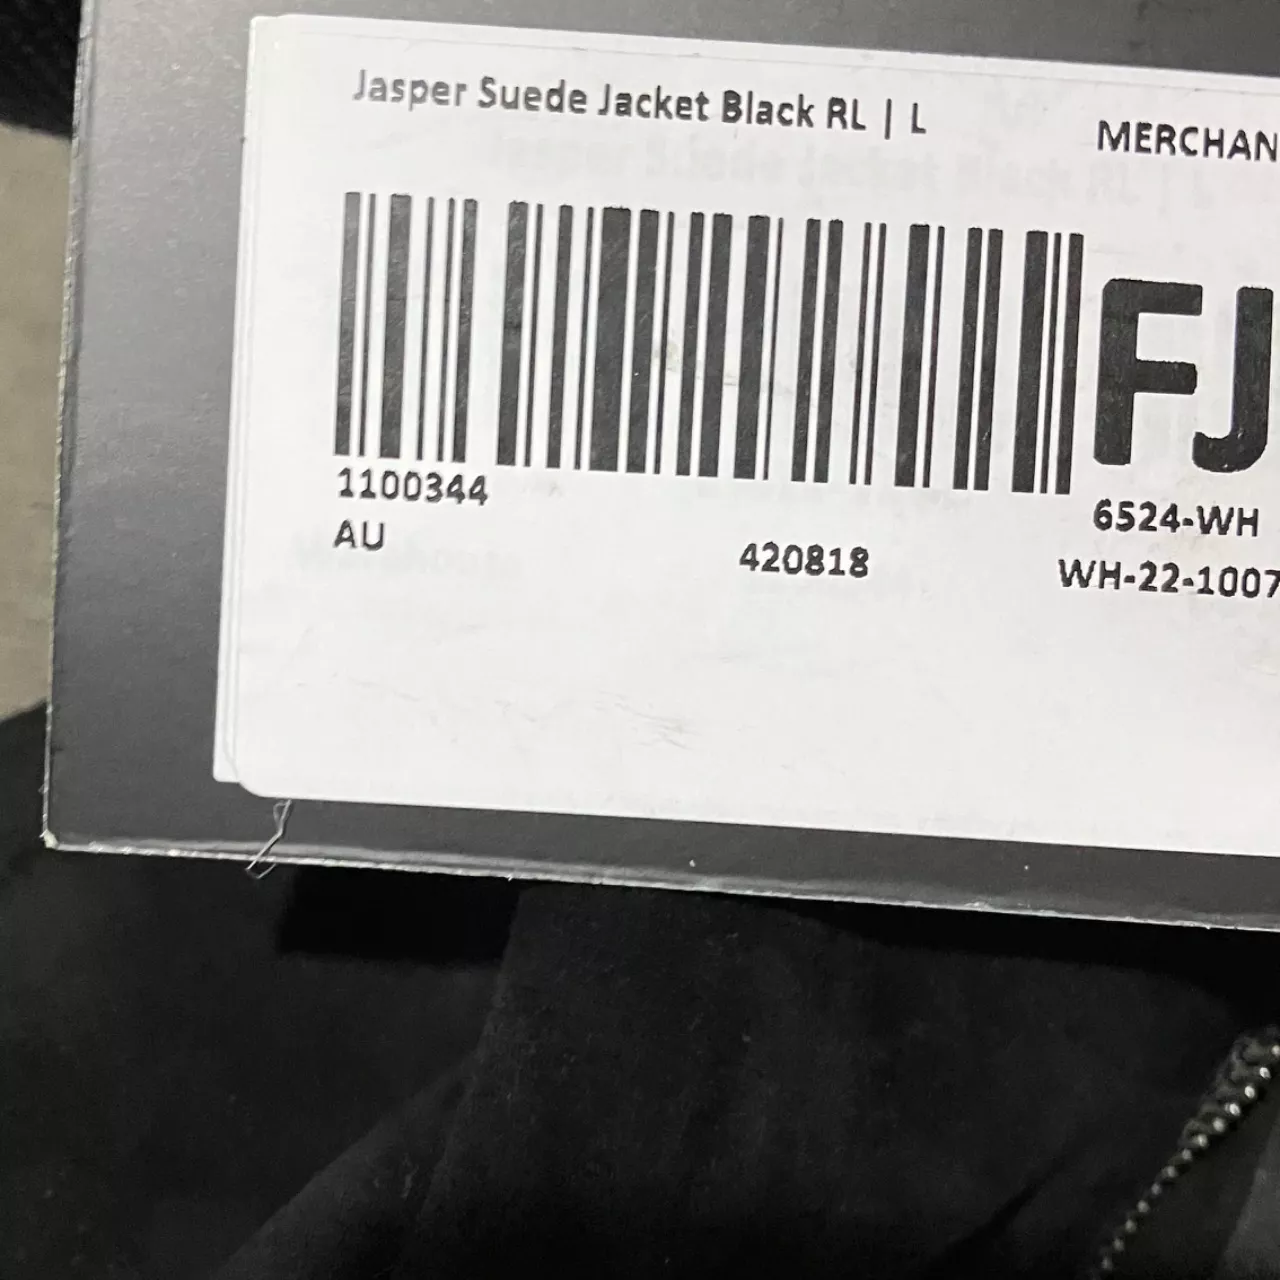 Jasper Suede Jacket Black RL | L
MERCHAN
FJ
1100344
6524-WH
AU
420818
WH-22-1007